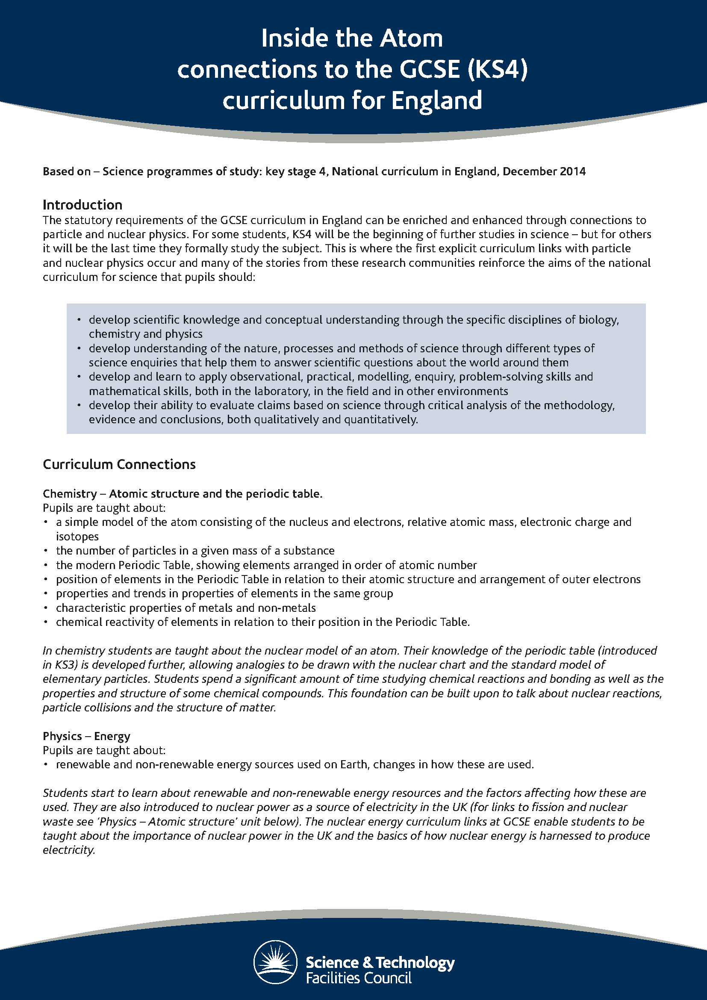 Inside the Atom
connections to the GCSE (KS4)
curriculum for England
Based on – Science programmes of study: key stage 4, National curriculum in England, December 2014
Introduction
The statutory requirements of the GCSE curriculum in England can be enriched and enhanced through connections to
particle and nuclear physics. For some students, KS4 will be the beginning of further studies in science – but for others
it will be the last time they formally study the subject. This is where the first explicit curriculum links with particle
and nuclear physics occur and many of the stories from these research communities reinforce the aims of the national
curriculum for science that pupils should:
• develop scientific knowledge and conceptual understanding through the specific disciplines of biology,
chemistry and physics
• develop understanding of the nature, processes and methods of science through different types of
science enquiries that help them to answer scientific questions about the world around them
• develop and learn to apply observational, practical, modelling, enquiry, problem-solving skills and
mathematical skills, both in the laboratory, in the field and in other environments
• develop their ability to evaluate claims based on science through critical analysis of the methodology,
evidence and conclusions, both qualitatively and quantitatively.
Curriculum Connections
Chemistry – Atomic structure and the periodic table.
Pupils are taught about:
• a simple model of the atom consisting of the nucleus and electrons, relative atomic mass, electronic charge and
isotopes
• the number of particles in a given mass of a substance
• the modern Periodic Table, showing elements arranged in order of atomic number
• position of elements in the Periodic Table in relation to their atomic structure and arrangement of outer electrons
• properties and trends in properties of elements in the same group
• characteristic properties of metals and non-metals
• chemical reactivity of elements in relation to their position in the Periodic Table.
In chemistry students are taught about the nuclear model of an atom. Their knowledge of the periodic table (introduced
in KS3) is developed further, allowing analogies to be drawn with the nuclear chart and the standard model of
elementary particles. Students spend a significant amount of time studying chemical reactions and bonding as well as the
properties and structure of some chemical compounds. This foundation can be built upon to talk about nuclear reactions,
particle collisions and the structure of matter.
Physics – Energy
Pupils are taught about:
• renewable and non-renewable energy sources used on Earth, changes in how these are used.
Students start to learn about renewable and non-renewable energy resources and the factors affecting how these are
used. They are also introduced to nuclear power as a source of electricity in the UK (for links to fission and nuclear
waste see ‘Physics – Atomic structure’ unit below). The nuclear energy curriculum links at GCSE enable students to be
taught about the importance of nuclear power in the UK and the basics of how nuclear energy is harnessed to produce
electricity.
Science & Technology
Facilities Council